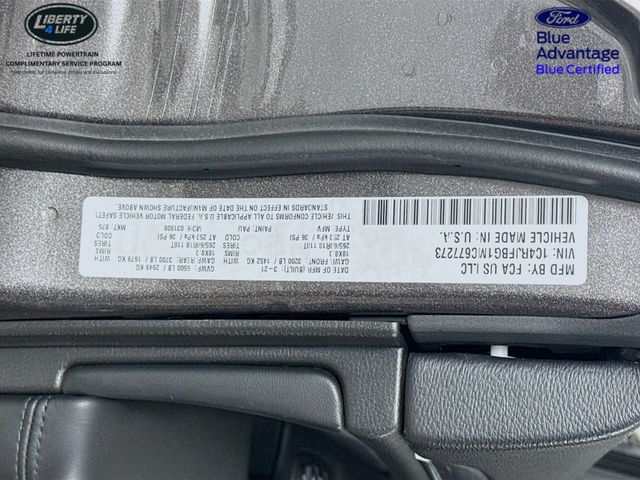 LIBERTY
4 LIFE
LIFETIME POWERTRAIN
COMPLIMENTARY SERVICE PROGRAM
Ford
Blue
Advantage
Blue Certified
MFD BY: FCA US LLC
DATE OF MFR (BUILT): 3-21
GVWR: 6500 LB 2949 KG
GAWR FRONT: 3200 LB 1452 KG WITH
18X8.0 TIRES
265/60R18 110T COLD
AT 250 kPa 36 PSI
GAWR REAR: 3700 LB 1679 KG WITH
18X8.0 TIRES
265/60R18 110T COLD
AT 250 kPa 36 PSI
VIN: 1C4RJFBG1MC677273
VEHICLE MADE IN: U.S.A.
TYPE: MPV
PAINT: PAU
MDH: 031908
MKT: 875
THIS VEHICLE CONFORMS TO ALL APPLICABLE U.S.A. FEDERAL MOTOR VEHICLE SAFETY
STANDARDS IN EFFECT ON THE DATE OF MANUFACTURE SHOWN ABOVE.